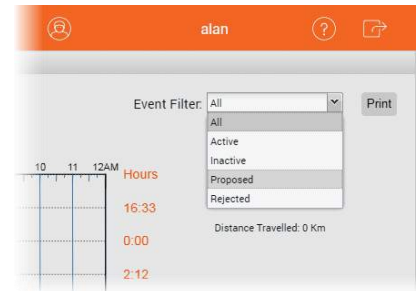 alan ?
Event Filter: All Print
All
Active
Inactive
Proposed
Rejected
10 11 12AM
Hours
16:33
Distance Travelled: 0 Km
0:00
2:12